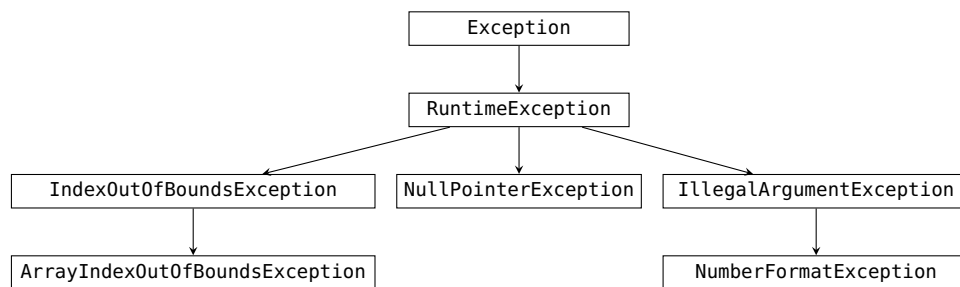 Exception
RuntimeException
IndexOutOfBoundsException
NullPointerException
IllegalArgumentException
ArrayIndexOutOfBoundsException
NumberFormatException